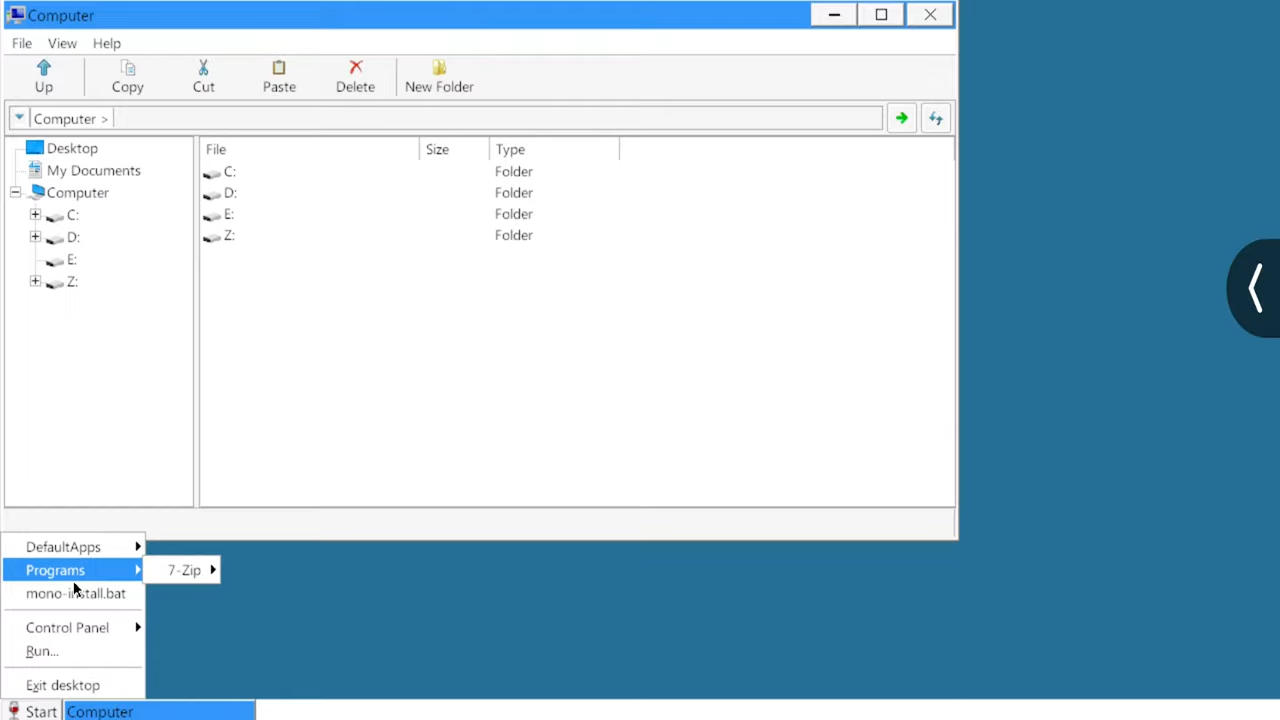 Computer
File View Help
Up Copy Cut Paste Delete New Folder
Computer >
Desktop
My Documents
Computer
C:
D:
E:
Z:
File Size Type
C: Folder
D: Folder
E: Folder
Z: Folder
DefaultApps
Programs
7-Zip
mono-install.bat
Control Panel
Run...
Exit desktop
Start Computer